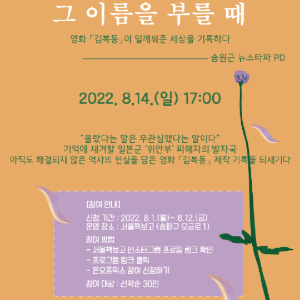 그 이름을 부를 때
영화 「김복동」이 일깨워준 세상을 기록하다
송원근 뉴스타파 PD
2022. 8.14.(일) 17:00
"몰랐다는 말은 무관심했다는 말이다"
기억에 새겨할 일본군 '위안부' 피해자의 발자국
아직도 해결되지 않은 역사의 현실을 담은 영화 「김복동」 제작 기록을 되새기다
[참여 안내]
신청 기간 : 2022. 8.1.(월) ~ 8.12.(금)
운영 장소 : 서울책보고 (송파구 오금로 1)
참여 방법
- 서울책보고 인스타그램 프로필 링크 확인
- 프로그램 링크 클릭
- 온오프믹스 참여 신청하기
참여 대상 : 선착순 30인